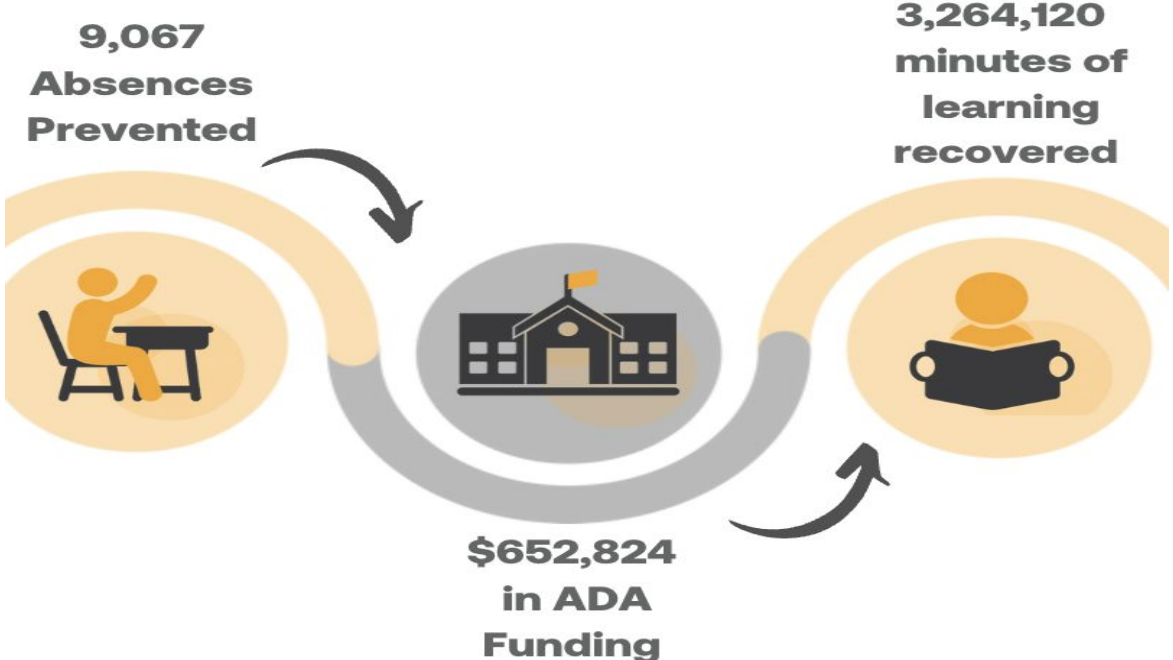 9,067
Absences
Prevented
$652,824
in ADA
Funding
3,264,120
minutes of
learning
recovered